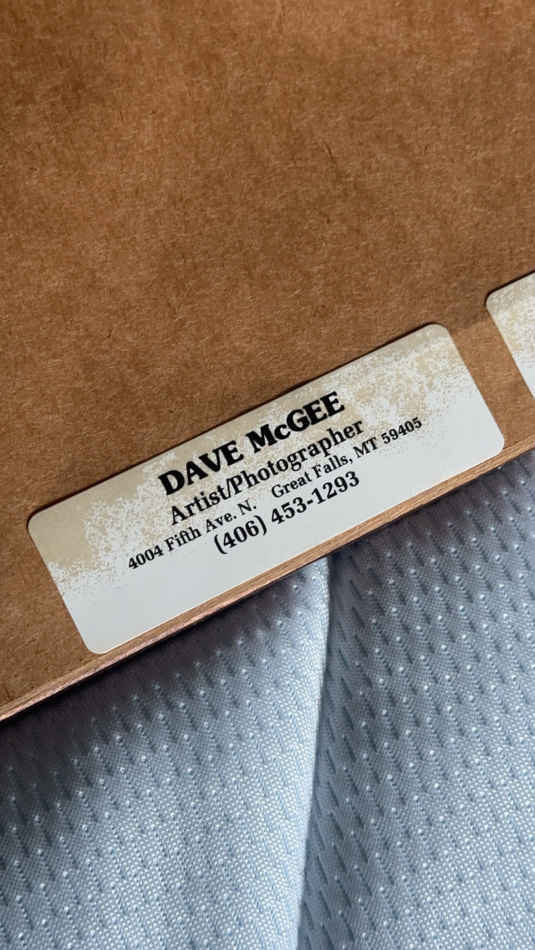 DAVE McGEE
Artist/Photographer
4004 Fifth Ave. N. Great Falls, MT 59405
(406) 453-1293